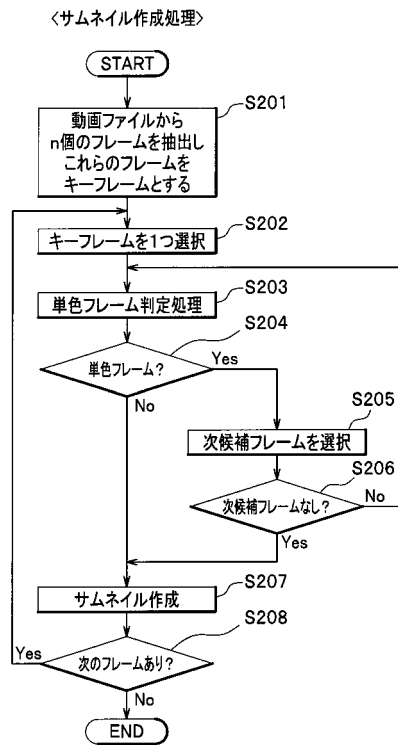 〈サムネイル作成処理〉
START
S201
動画ファイルから
n個のフレームを抽出し
これらのフレームを
キーフレームとする
S202
キーフレームを1つ選択
S203
単色フレーム判定処理
S204
単色フレーム?
Yes
No
S205
次候補フレームを選択
S206
次候補フレームなし?
No
Yes
S207
サムネイル作成
S208
Yes
次のフレームあり?
No
END